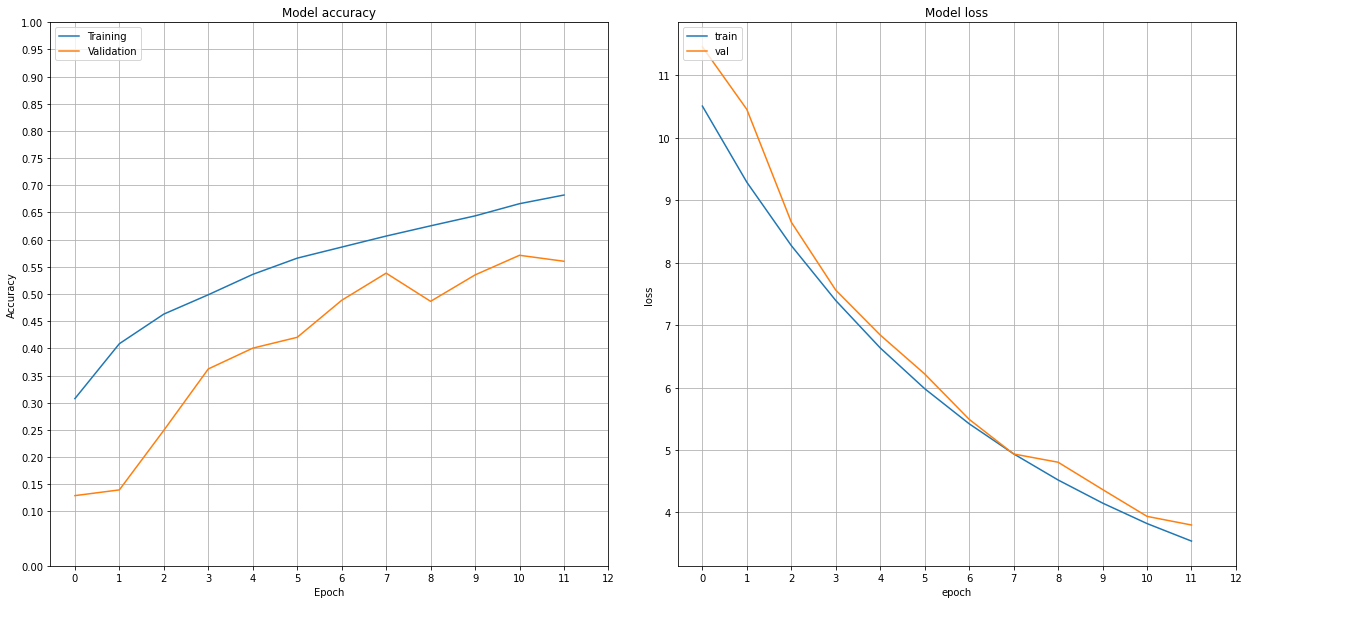 Model accuracy
Training
Validation
1.00
0.95
0.90
0.85
0.80
0.75
0.70
0.65
0.60
0.55
0.50
0.45
0.40
0.35
0.30
0.25
0.20
0.15
0.10
0.00
Accuracy
0 1 2 3 4 5 6 7 8 9 10 11 12
Epoch
Model loss
train
val
11
10
9
8
7
6
5
4
loss
0 1 2 3 4 5 6 7 8 9 10 11 12
epoch